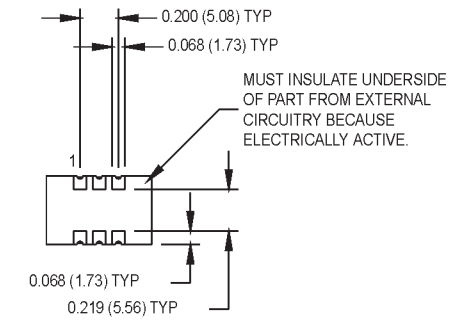 0.200 (5.08) TYP
0.068 (1.73) TYP
MUST INSULATE UNDERSIDE
OF PART FROM EXTERNAL
CIRCUITRY BECAUSE
ELECTRICALLY ACTIVE.
1
0.068 (1.73) TYP
0.219 (5.56) TYP